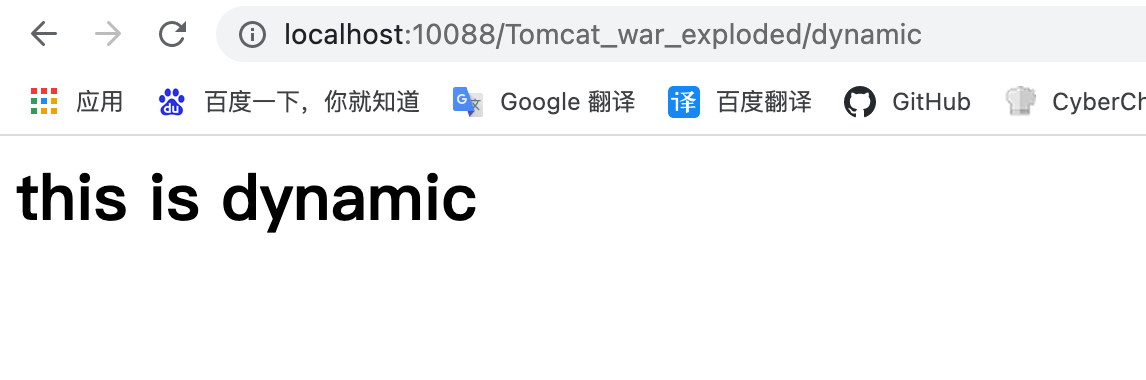 localhost:10088/Tomcat_war_exploded/dynamic
应用 百度一下，你就知道 Google 翻译 译 百度翻译 GitHub CyberCh
this is dynamic